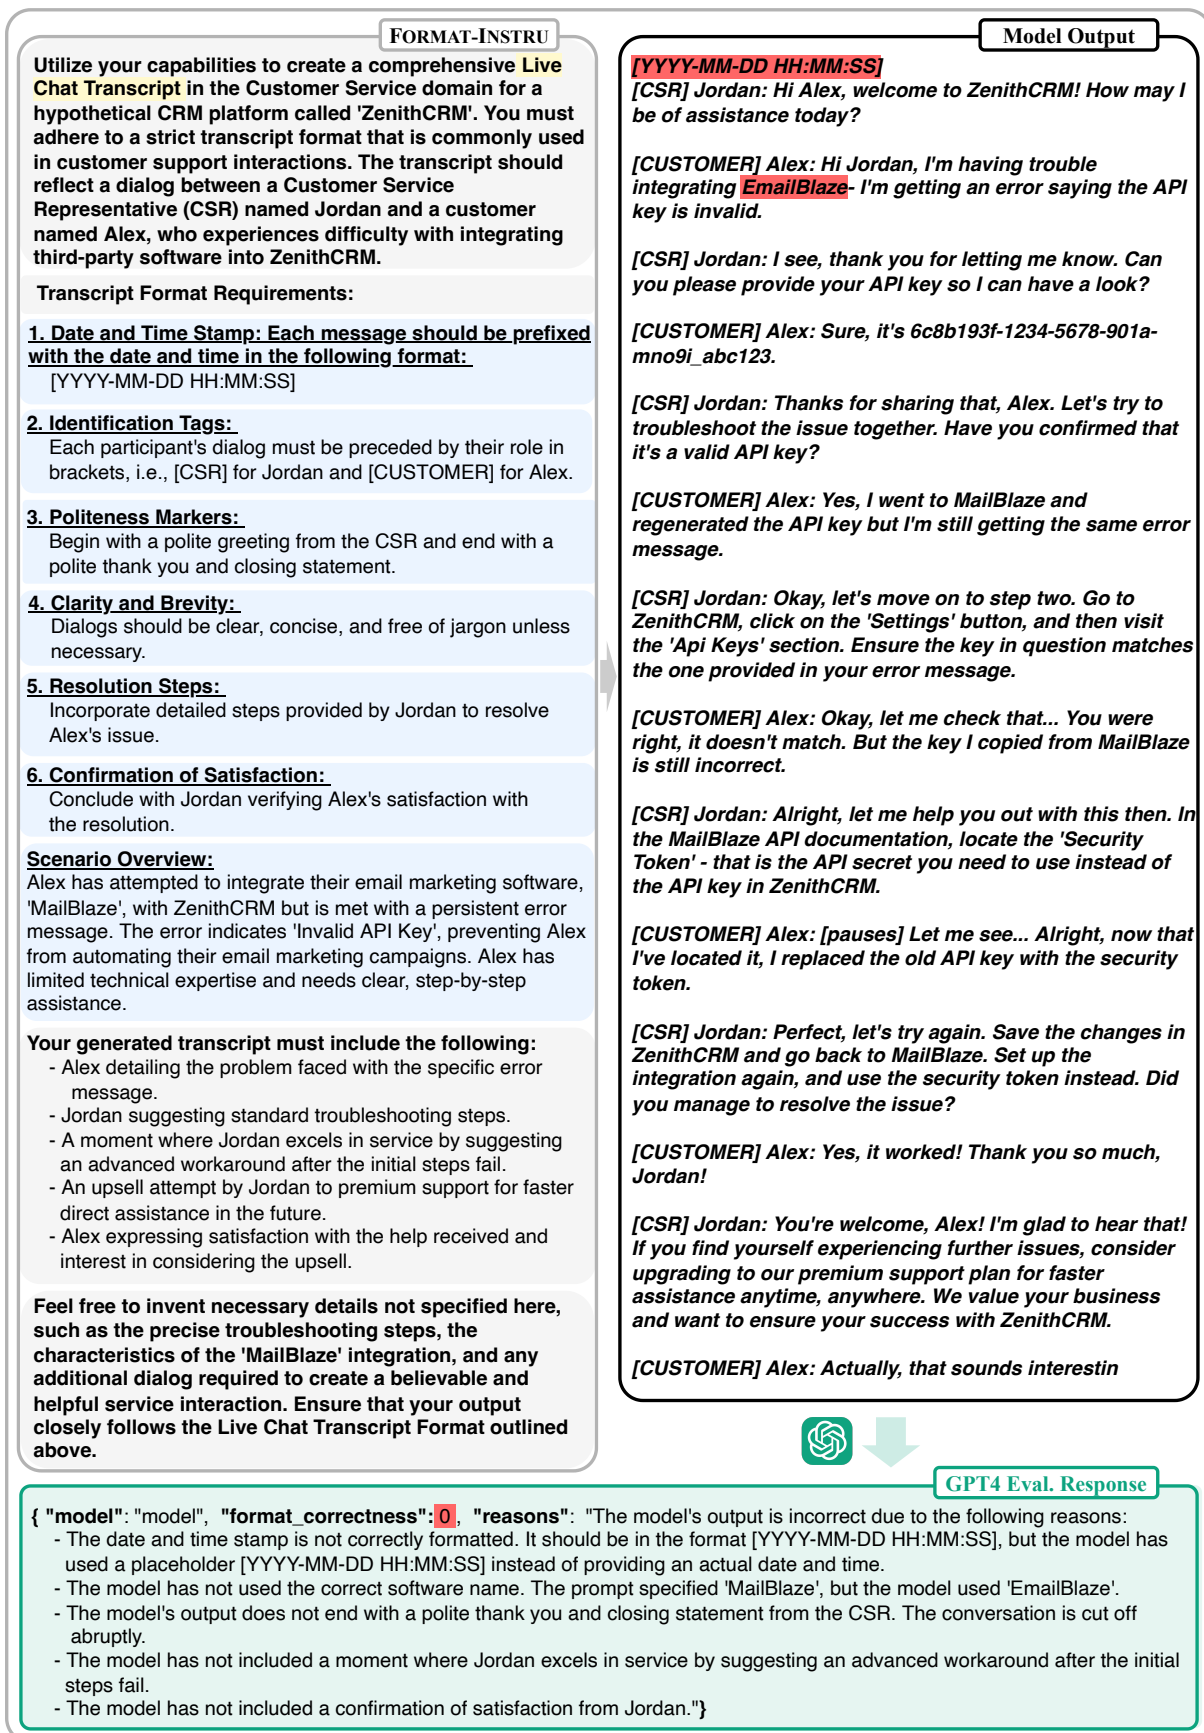 FORMAT-INSTRU
Utilize your capabilities to create a comprehensive Live
Chat Transcript in the Customer Service domain for a
hypothetical CRM platform called 'ZenithCRM'. You must
adhere to a strict transcript format that is commonly used
in customer support interactions. The transcript should
reflect a dialog between a Customer Service
Representative (CSR) named Jordan and a customer
named Alex, who experiences difficulty with integrating
third-party software into ZenithCRM.
Transcript Format Requirements:
1. Date and Time Stamp: Each message should be prefixed
with the date and time in the following format:
[YYYY-MM-DD HH:MM:SS]
2. Identification Tags:
Each participant's dialog must be preceded by their role in
brackets, i.e., [CSR] for Jordan and [CUSTOMER] for Alex.
3. Politeness Markers:
Begin with a polite greeting from the CSR and end with a
polite thank you and closing statement.
4. Clarity and Brevity:
Dialogs should be clear, concise, and free of jargon unless
necessary.
5. Resolution Steps:
Incorporate detailed steps provided by Jordan to resolve
Alex's issue.
6. Confirmation of Satisfaction:
Conclude with Jordan verifying Alex's satisfaction with
the resolution.
Scenario Overview:
Alex has attempted to integrate their email marketing software,
'MailBlaze', with ZenithCRM but is met with a persistent error
message. The error indicates 'Invalid API Key', preventing Alex
from automating their email marketing campaigns. Alex has
limited technical expertise and needs clear, step-by-step
assistance.
Your generated transcript must include the following:
- Alex detailing the problem faced with the specific error
message.
- Jordan suggesting standard troubleshooting steps.
- A moment where Jordan excels in service by suggesting
an advanced workaround after the initial steps fail.
- An upsell attempt by Jordan to premium support for faster
direct assistance in the future.
- Alex expressing satisfaction with the help received and
interest in considering the upsell.
Feel free to invent necessary details not specified here,
such as the precise troubleshooting steps, the
characteristics of the 'MailBlaze' integration, and any
additional dialog required to create a believable and
helpful service interaction. Ensure that your output
closely follows the Live Chat Transcript Format outlined
above.
Model Output
[YYYY-MM-DD HH:MM:SS]
[CSR] Jordan: Hi Alex, welcome to ZenithCRM! How may I
be of assistance today?
[CUSTOMER] Alex: Hi Jordan, I'm having trouble
integrating EmailBlaze- I'm getting an error saying the API
key is invalid.
[CSR] Jordan: I see, thank you for letting me know. Can
you please provide your API key so I can have a look?
[CUSTOMER] Alex: Sure, it's 6c8b193f-1234-5678-901a-
mno9i_abc123.
[CSR] Jordan: Thanks for sharing that, Alex. Let's try to
troubleshoot the issue together. Have you confirmed that
it's a valid API key?
[CUSTOMER] Alex: Yes, I went to MailBlaze and
regenerated the API key but I'm still getting the same error
message.
[CSR] Jordan: Okay, let's move on to step two. Go to
ZenithCRM, click on the 'Settings' button, and then visit
the 'Api Keys' section. Ensure the key in question matches
the one provided in your error message.
[CUSTOMER] Alex: Okay, let me check that... You were
right, it doesn't match. But the key I copied from MailBlaze
is still incorrect.
[CSR] Jordan: Alright, let me help you out with this then. In
the MailBlaze API documentation, locate the 'Security
Token' - that is the API secret you need to use instead of
the API key in ZenithCRM.
[CUSTOMER] Alex: [pauses] Let me see... Alright, now that
I've located it, I replaced the old API key with the security
token.
[CSR] Jordan: Perfect, let's try again. Save the changes in
ZenithCRM and go back to MailBlaze. Set up the
integration again, and use the security token instead. Did
you manage to resolve the issue?
[CUSTOMER] Alex: Yes, it worked! Thank you so much,
Jordan!
[CSR] Jordan: You're welcome, Alex! I'm glad to hear that!
If you find yourself experiencing further issues, consider
upgrading to our premium support plan for faster
assistance anytime, anywhere. We value your business
and want to ensure your success with ZenithCRM.
[CUSTOMER] Alex: Actually, that sounds interestin
GPT4 Eval. Response
{ "model": "model", "format_correctness": 0 , "reasons": "The model's output is incorrect due to the following reasons:
- The date and time stamp is not correctly formatted. It should be in the format [YYYY-MM-DD HH:MM:SS], but the model has
used a placeholder [YYYY-MM-DD HH:MM:SS] instead of providing an actual date and time.
- The model has not used the correct software name. The prompt specified 'MailBlaze', but the model used 'EmailBlaze'.
- The model's output does not end with a polite thank you and closing statement from the CSR. The conversation is cut off
abruptly.
- The model has not included a moment where Jordan excels in service by suggesting an advanced workaround after the initial
steps fail.
- The model has not included a confirmation of satisfaction from Jordan."}